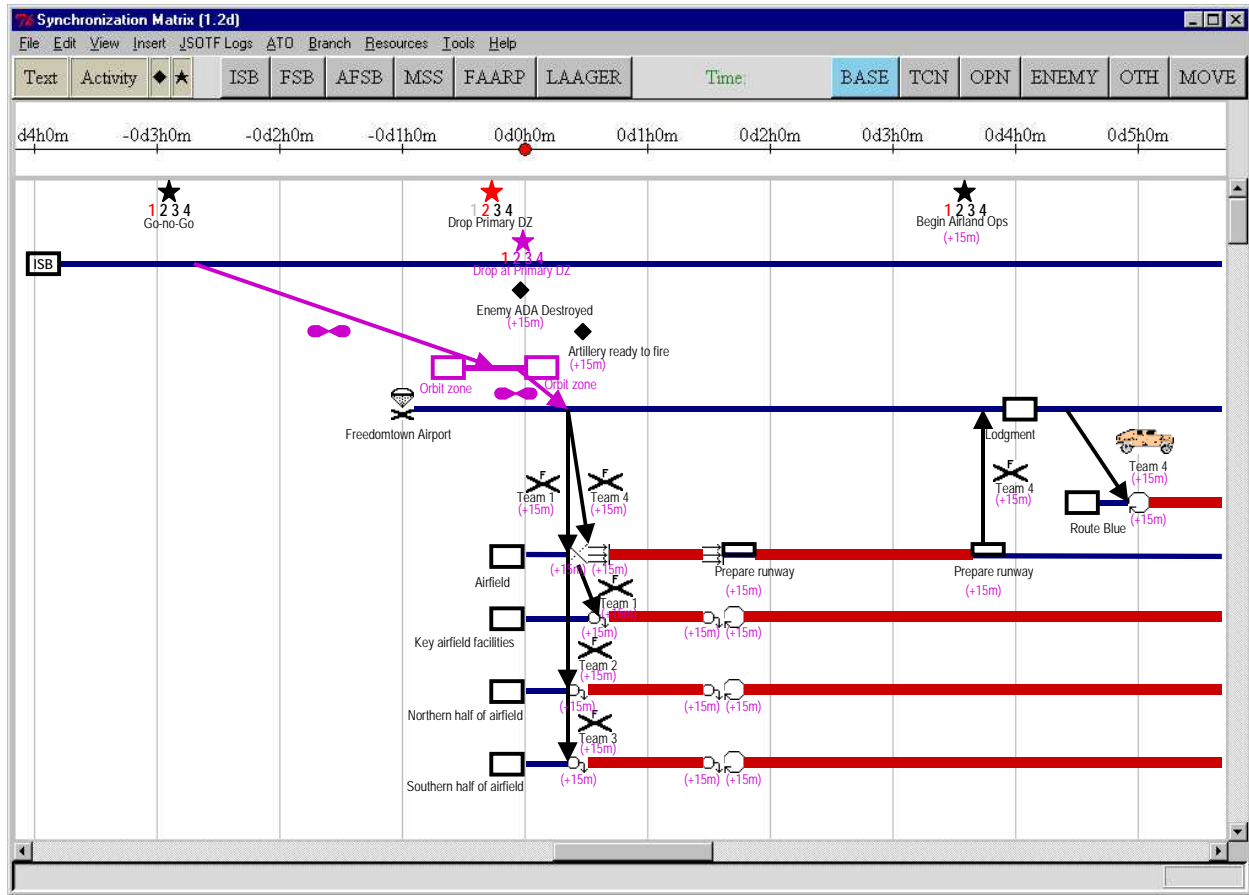 Synchronization Matrix (1.2d)
File Edit View Insert JSOTF Logs ATO Branch Resources Tools Help
Text Activity ISB FSB AFSB MSS FAARP LAAGER Time: BASE TCN OPN ENEMY OTH MOVE
d4h0m -0d3h0m -0d2h0m -0d1h0m 0d0h0m 0d1h0m 0d2h0m 0d3h0m 0d4h0m 0d5h0m
1 2 3 4 1 2 3 4 1 2 3 4
Go-no-Go Drop Primary DZ Begin Airland Ops
(+15m)
1 2 3 4
ISB
Drop at Primary DZ
Enemy ADA Destroyed
(+15m)
Artillery ready to fire
(+15m)
Orbit zone Orbit zone
Freedomtown Airport Lodgment
F F F
Team 1 Team 4 Team 4 Team 4
(+15m) (+15m) (+15m) (+15m)
Route Blue (+15m)
Airfield (+15m) (+15m) Prepare runway Prepare runway
(+15m) (+15m)
F
Team 1
(+15m)
Key airfield facilities (+15m) (+15m) (+15m)
F
Team 2
(+15m)
Northern half of airfield (+15m) (+15m) (+15m)
F
Team 3
(+15m)
Southern half of airfield (+15m) (+15m) (+15m)